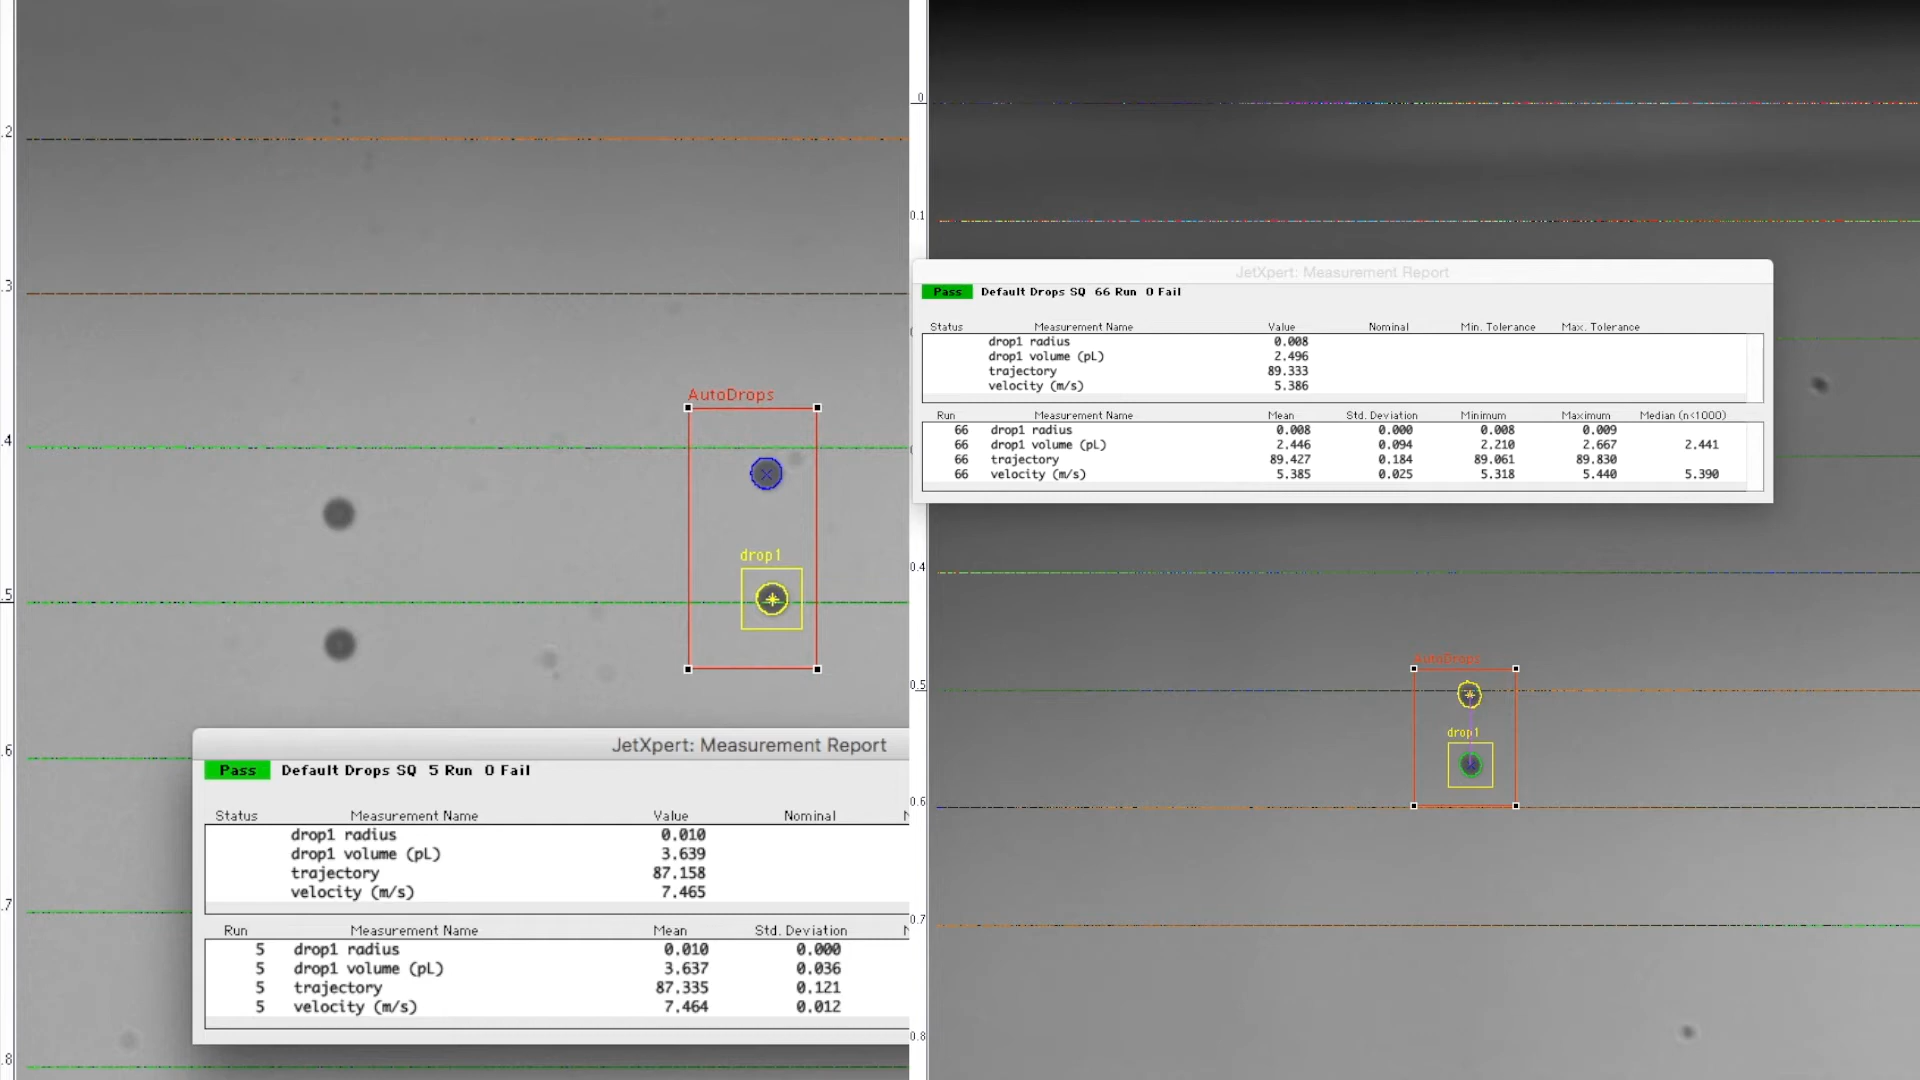 .2
.3
.4
.5
.6
.7
.8
AutoDrops
drop1
JetXpert: Measurement Report
Pass Default Drops SQ 5 Run 0 Fail
Status Measurement Name Value Nominal
drop1 radius 0.010
drop1 volume (pL) 3.639
trajectory 87.158
velocity (m/s) 7.465
Run Measurement Name Mean Std. Deviation
5 drop1 radius 0.010 0.000
5 drop1 volume (pL) 3.637 0.036
5 trajectory 87.335 0.121
5 velocity (m/s) 7.464 0.012
0
0.1
JetXpert: Measurement Report
Pass Default Drops SQ 66 Run 0 Fail
Status Measurement Name Value Nominal Min. Tolerance Max. Tolerance
drop1 radius 0.008
drop1 volume (pL) 2.496
trajectory 89.333
velocity (m/s) 5.386
Run Measurement Name Mean Std. Deviation Minimum Maximum Median (n<1000)
66 drop1 radius 0.008 0.000 0.008 0.009
66 drop1 volume (pL) 2.446 0.094 2.210 2.667 2.441
66 trajectory 89.427 0.184 89.061 89.830
66 velocity (m/s) 5.385 0.025 5.318 5.440 5.390
0.4
0.5
0.6
0.7
0.8
AutoDrops
drop1